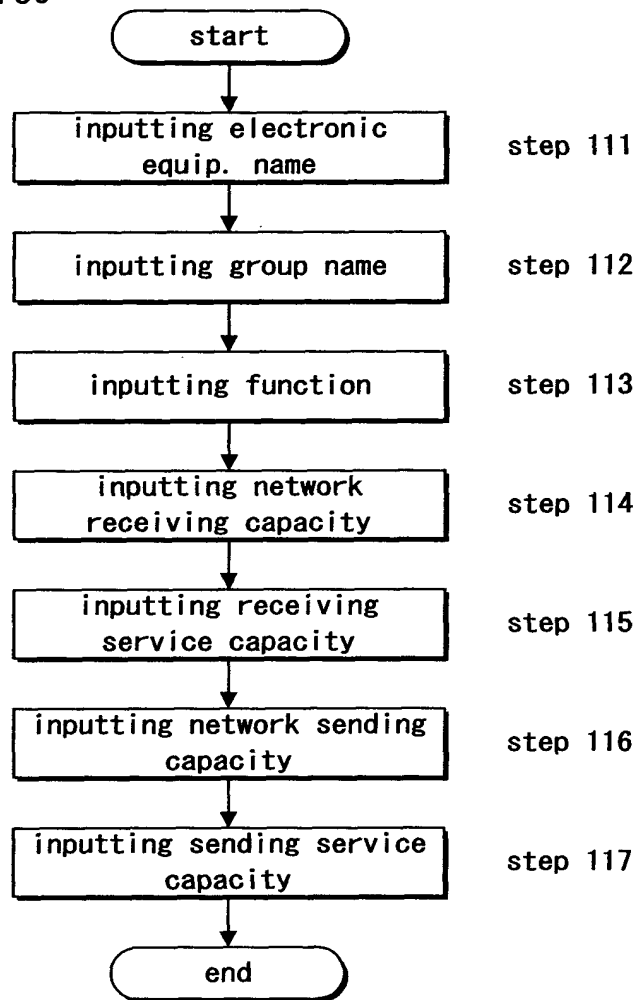 start
inputting electronic
equip. name
step 111
inputting group name
step 112
inputting function
step 113
inputting network
receiving capacity
step 114
inputting receiving
service capacity
step 115
inputting network sending
capacity
step 116
inputting sending service
capacity
step 117
end